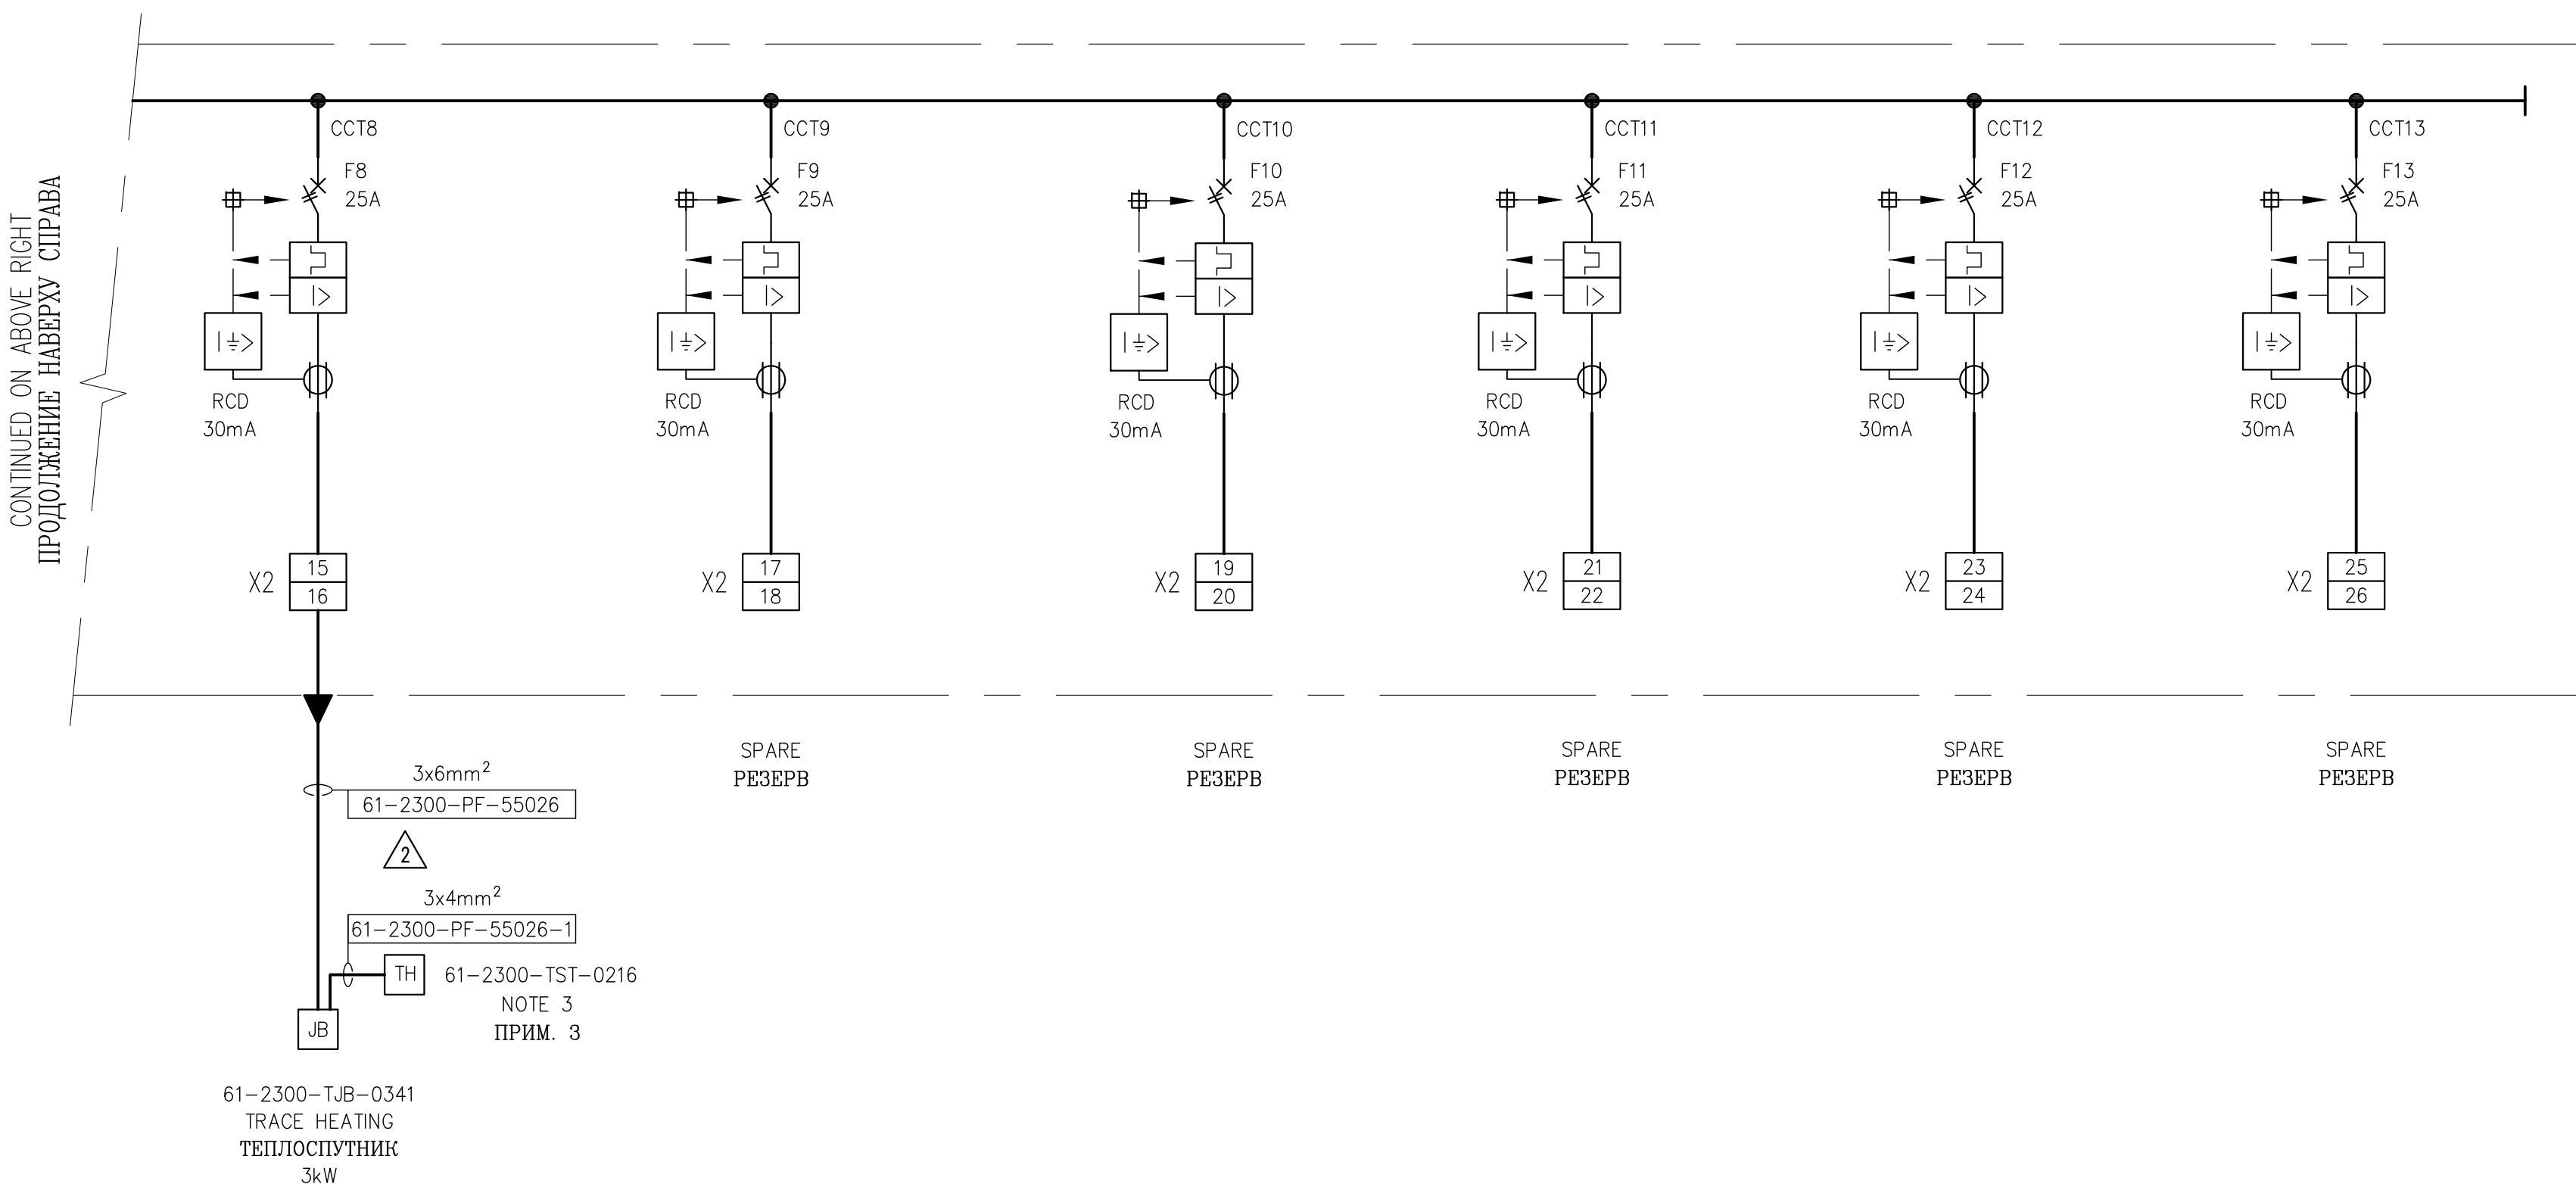 CONTINUED ON ABOVE RIGHT
ПРОДОЛЖЕНИЕ НАВЕРХУ СПРАВА
CCT8
F8
25A
I>
I>
RCD
30mA
X2
15
16
CCT9
F9
25A
I>
I>
RCD
30mA
X2
17
18
CCT10
F10
25A
I>
I>
RCD
30mA
X2
19
20
CCT11
F11
25A
I>
I>
RCD
30mA
X2
21
22
CCT12
F12
25A
I>
I>
RCD
30mA
X2
23
24
CCT13
F13
25A
I>
I>
RCD
30mA
X2
25
26
SPARE
РЕЗЕРВ
SPARE
РЕЗЕРВ
SPARE
РЕЗЕРВ
SPARE
РЕЗЕРВ
SPARE
РЕЗЕРВ
3x6mm²
61-2300-PF-55026
2
3x4mm²
61-2300-PF-55026-1
TH
61-2300-TST-0216
NOTE 3
ПРИМ. 3
JB
61-2300-TJB-0341
TRACE HEATING
ТЕПЛОСПУТНИК
3kW